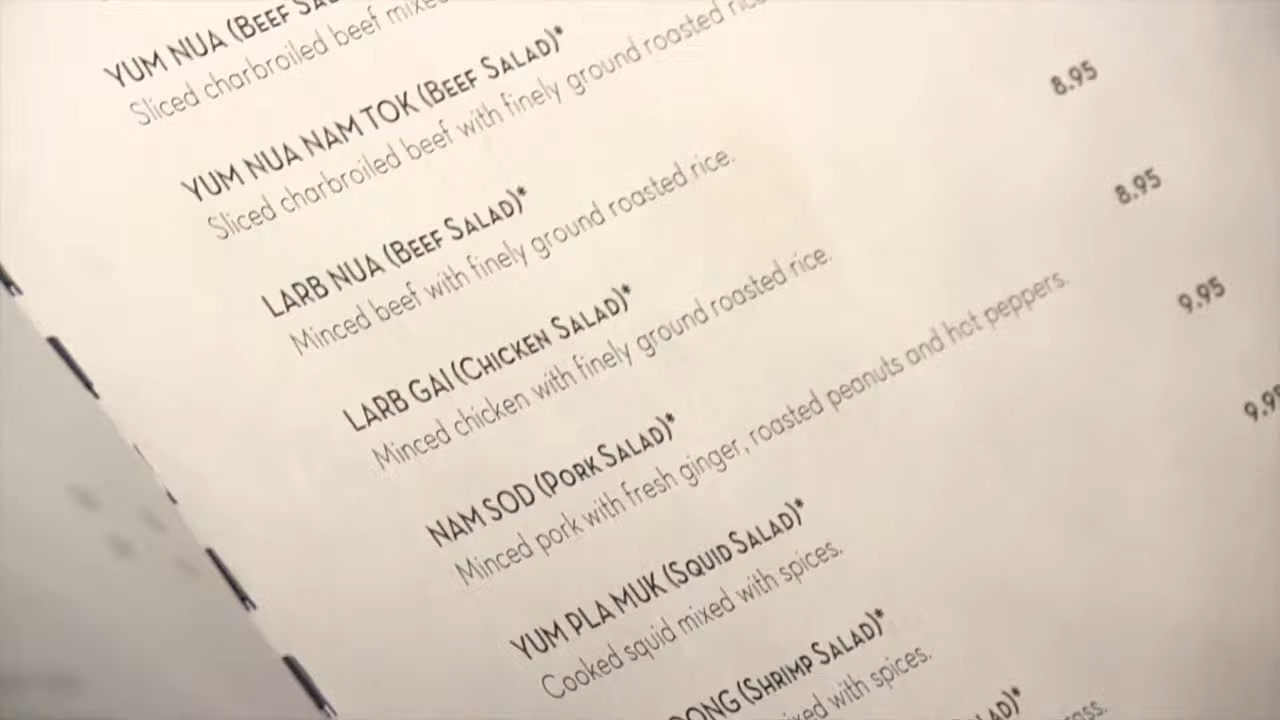 YUM NUA (BEEF
Sliced charbroiled beef mixed
YUM NUA NAM TOK (BEEF SALAD)*
Sliced charbroiled beef with finely ground roasted
LARB NUA (BEEF SALAD)*
Minced beef with finely ground roasted rice.
LARB GAI (CHICKEN SALAD)* 8.95
Minced chicken with finely ground roasted rice.
NAM SOD (PORK SALAD)* 8.95
Minced pork with fresh ginger, roasted peanuts and hot peppers.
YUM PLA MUK (SQUID SALAD)* 9.95
Cooked squid mixed with spices.
(SHRIMP SALAD)* 9.95
with spices.